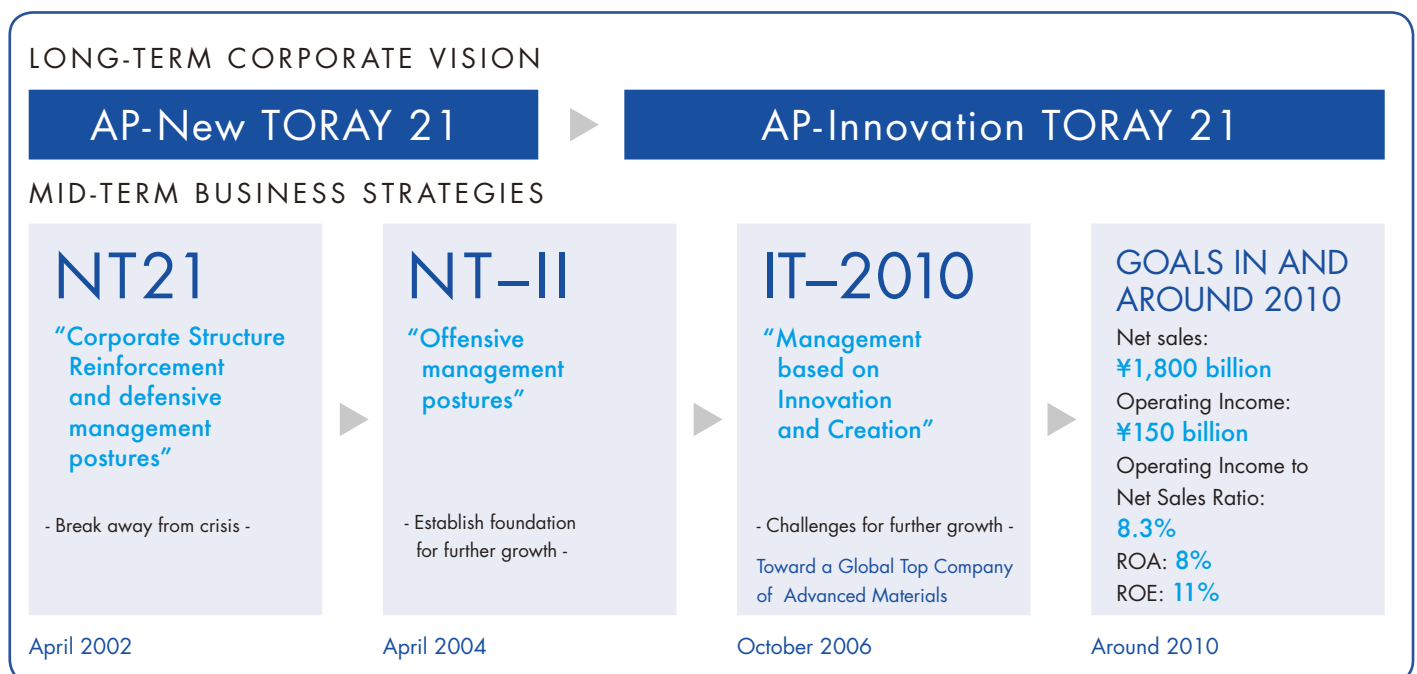 LONG-TERM CORPORATE VISION
AP-New TORAY 21
AP-Innovation TORAY 21
MID-TERM BUSINESS STRATEGIES
NT21
“Corporate Structure
Reinforcement
and defensive
management
postures”
- Break away from crisis -
April 2002
NT–II
“Offensive
management
postures”
- Establish foundation
for further growth -
April 2004
IT–2010
“Management
based on
Innovation
and Creation”
- Challenges for further growth -
Toward a Global Top Company
of Advanced Materials
October 2006
GOALS IN AND
AROUND 2010
Net sales:
¥1,800 billion
Operating Income:
¥150 billion
Operating Income to
Net Sales Ratio:
8.3%
ROA: 8%
ROE: 11%
Around 2010